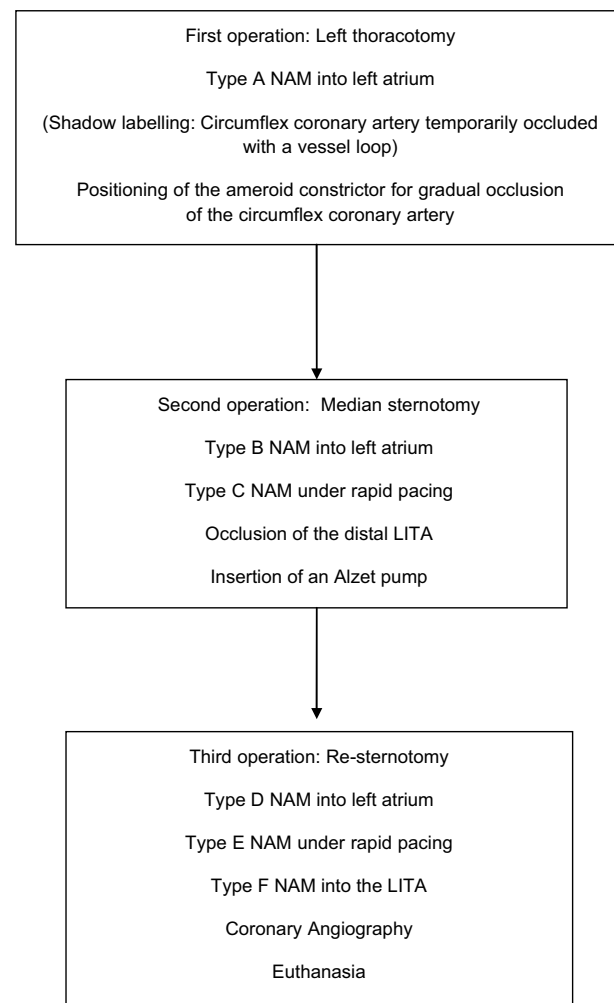 First operation: Left thoracotomy
Type A NAM into left atrium
(Shadow labelling: Circumflex coronary artery temporarily occluded
with a vessel loop)
Positioning of the ameroid constrictor for gradual occlusion
of the circumflex coronary artery
Second operation: Median sternotomy
Type B NAM into left atrium
Type C NAM under rapid pacing
Occlusion of the distal LITA
Insertion of an Alzet pump
Third operation: Re-sternotomy
Type D NAM into left atrium
Type E NAM under rapid pacing
Type F NAM into the LITA
Coronary Angiography
Euthanasia